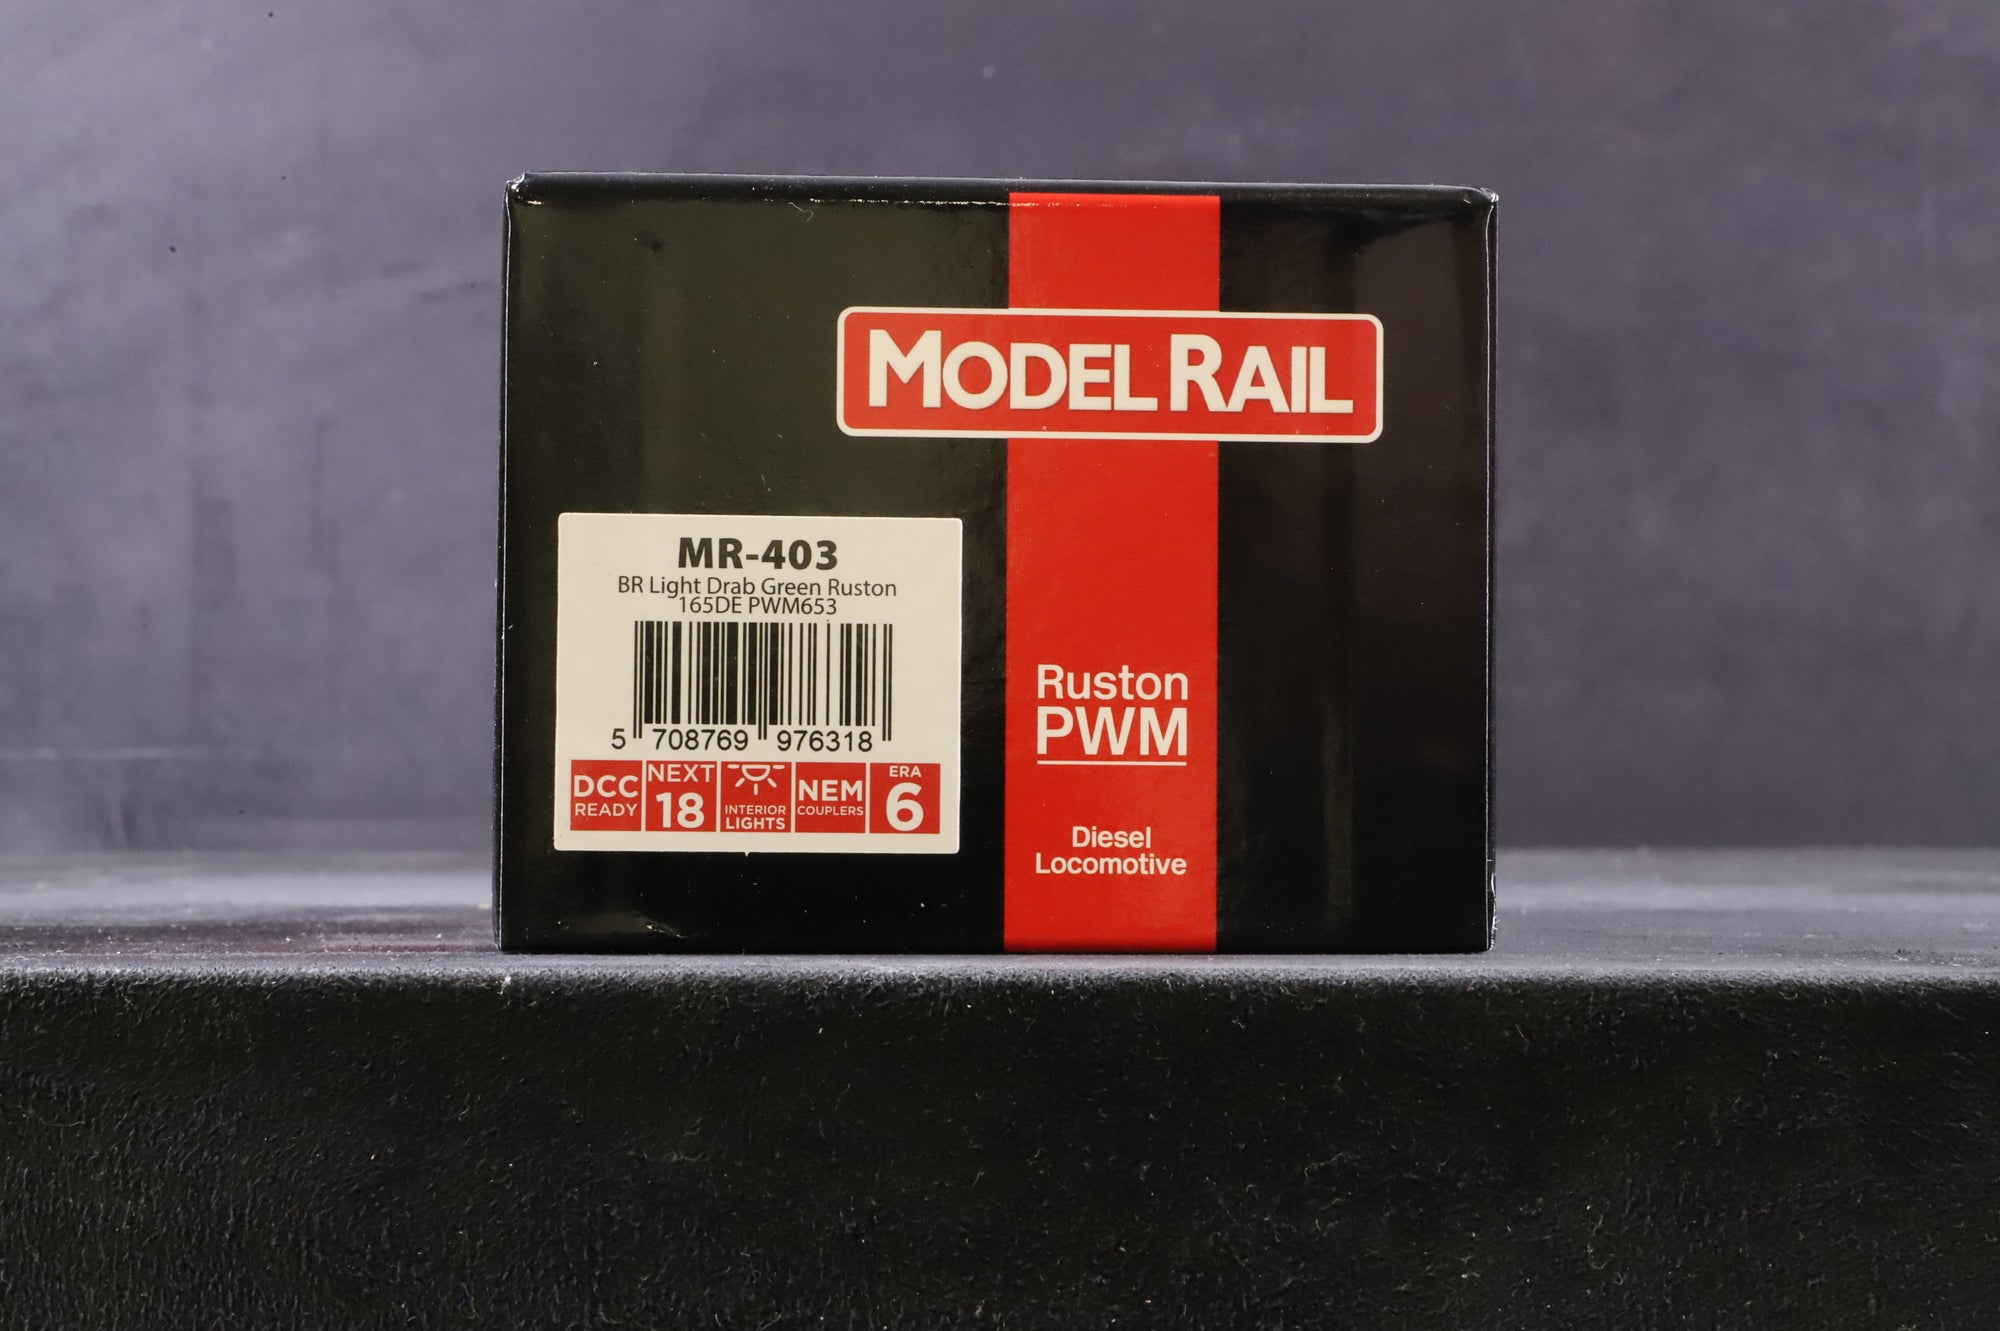 MODEL RAIL
MR-403
BR Light Drab Green Ruston
165DE PWM653
5 708769 976318
DCC
READY
NEXT
18
INTERIOR
LIGHTS
NEM
COUPLERS
ERA
6
Ruston
PWM
Diesel
Locomotive